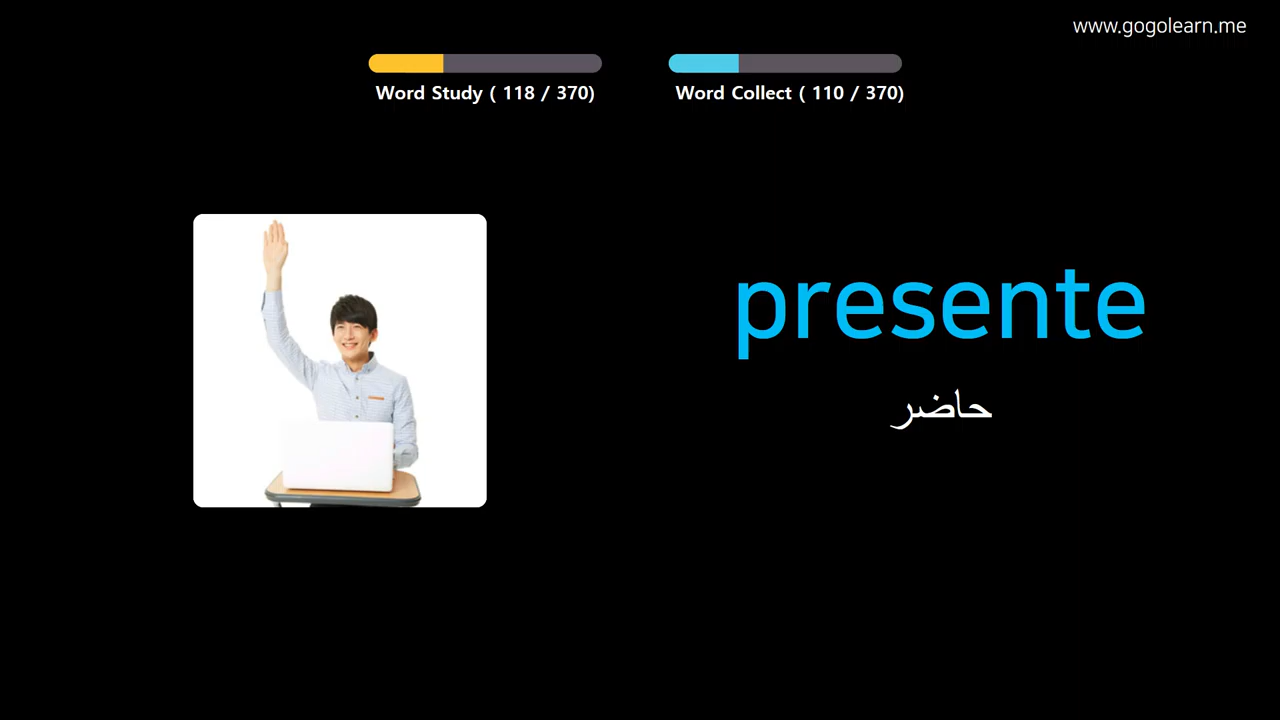 www.gogolearn.me
Word Study ( 118 / 370)
Word Collect ( 110 / 370)
presente
حاضر